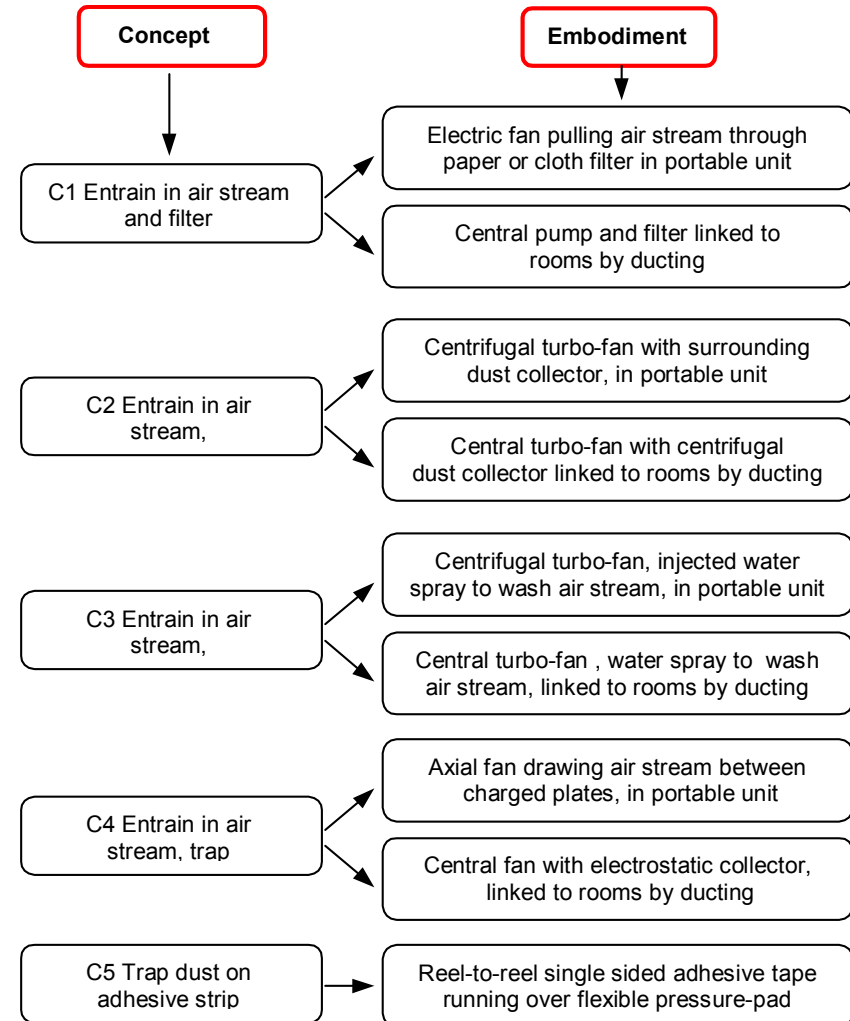 Concept
Embodiment
Electric fan pulling air stream through
paper or cloth filter in portable unit
C1 Entrain in air stream
and filter
Central pump and filter linked to
rooms by ducting
Centrifugal turbo-fan with surrounding
dust collector, in portable unit
C2 Entrain in air
stream,
Central turbo-fan with centrifugal
dust collector linked to rooms by ducting
Centrifugal turbo-fan, injected water
spray to wash air stream, in portable unit
C3 Entrain in air
stream,
Central turbo-fan , water spray to wash
air stream, linked to rooms by ducting
Axial fan drawing air stream between
charged plates, in portable unit
C4 Entrain in air
stream, trap
Central fan with electrostatic collector,
linked to rooms by ducting
C5 Trap dust on
adhesive strip
Reel-to-reel single sided adhesive tape
running over flexible pressure-pad